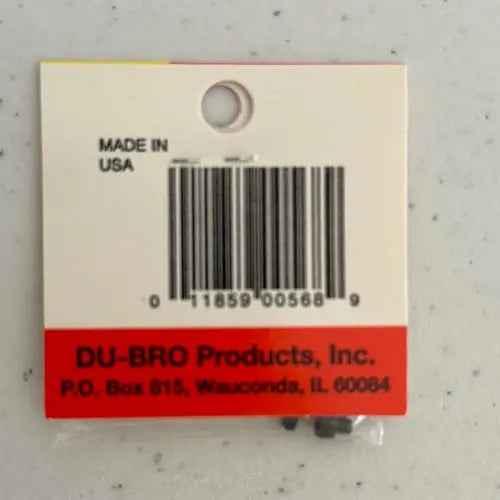 MADE IN
USA
0 11859 00568 9
DU-BRO Products, Inc.
P.O. Box 815, Wauconda, IL 60084